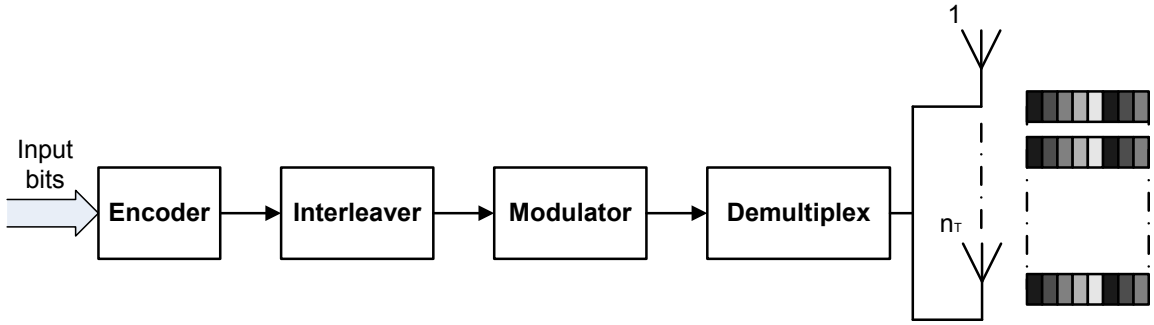 1
Input
bits
Encoder
Interleaver
Modulator
Demultiplex
nT